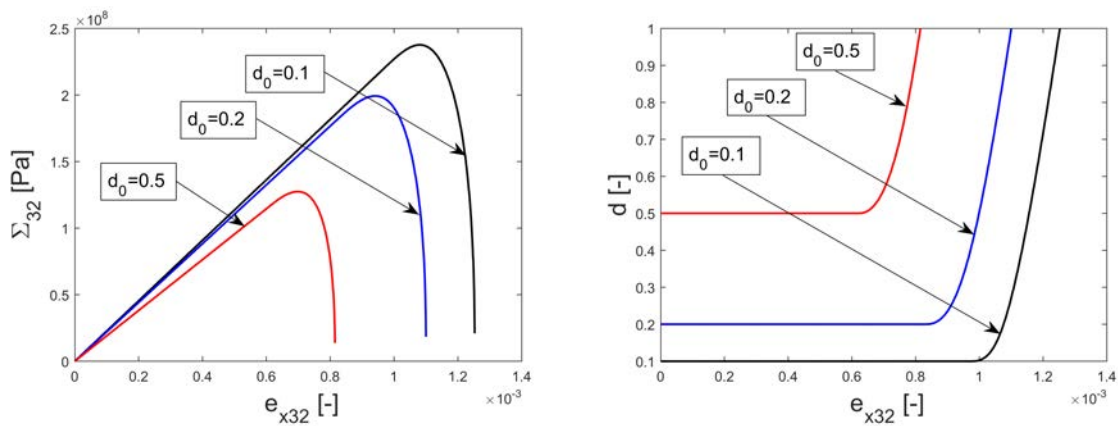 ×10⁸
2.5
2
1.5
1
0.5
0
0 0.2 0.4 0.6 0.8 1 1.2 1.4
×10⁻³
Σ₃₂ [Pa]
eₓ₃₂ [-]
d₀=0.1
d₀=0.2
d₀=0.5
1
0.9
0.8
0.7
0.6
0.5
0.4
0.3
0.2
0.1
0 0.2 0.4 0.6 0.8 1 1.2 1.4
×10⁻³
d [-]
eₓ₃₂ [-]
d₀=0.5
d₀=0.2
d₀=0.1